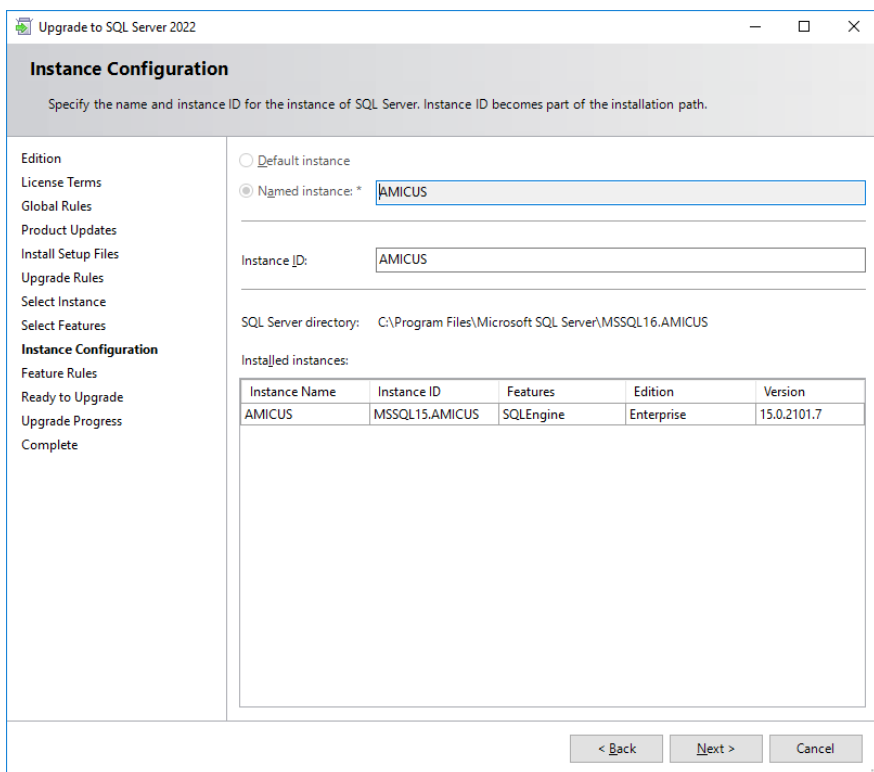 Upgrade to SQL Server 2022
Instance Configuration
Specify the name and instance ID for the instance of SQL Server. Instance ID becomes part of the installation path.
Edition
License Terms
Global Rules
Product Updates
Install Setup Files
Upgrade Rules
Select Instance
Select Features
Instance Configuration
Feature Rules
Ready to Upgrade
Upgrade Progress
Complete
Default instance
Named instance: * AMICUS
Instance ID: AMICUS
SQL Server directory: C:\Program Files\Microsoft SQL Server\MSSQL16.AMICUS
Installed instances:
Instance Name Instance ID Features Edition Version
AMICUS MSSQL15.AMICUS SQLEngine Enterprise 15.0.2101.7
< Back Next > Cancel